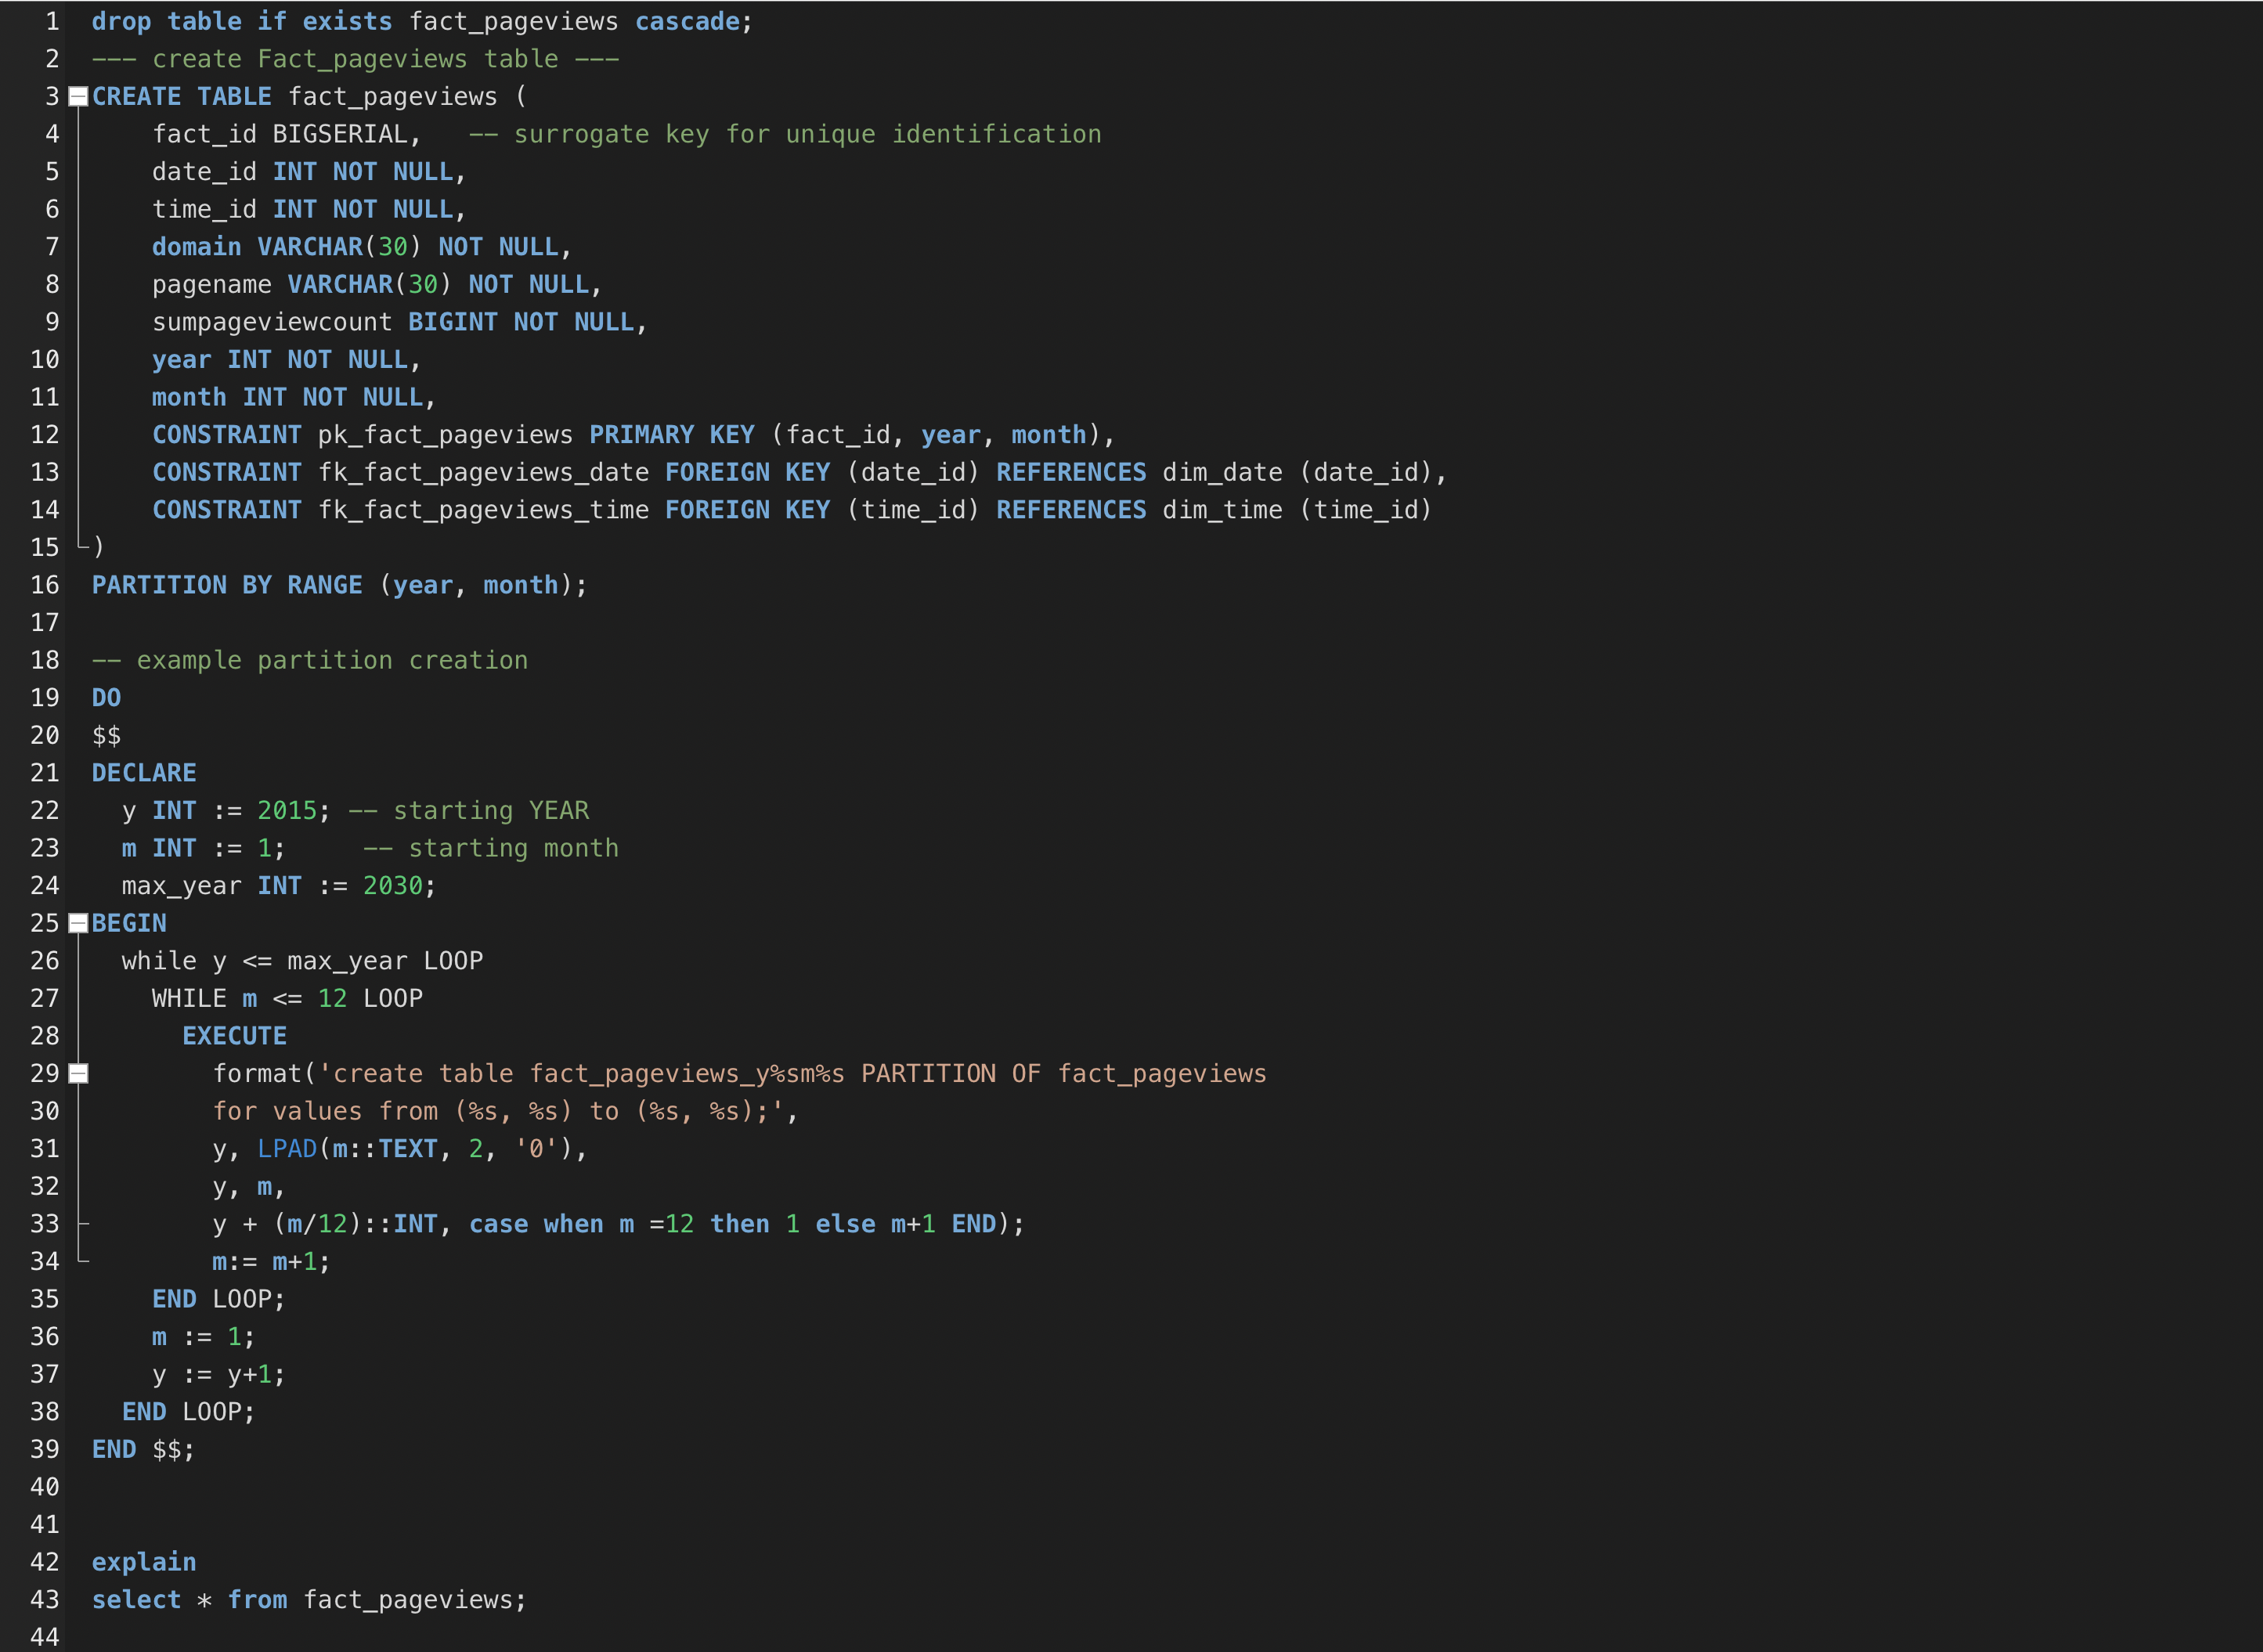 1 drop table if exists fact_pageviews cascade;
2 --- create Fact_pageviews table ---
3 CREATE TABLE fact_pageviews (
4     fact_id BIGSERIAL,   -- surrogate key for unique identification
5     date_id INT NOT NULL,
6     time_id INT NOT NULL,
7     domain VARCHAR(30) NOT NULL,
8     pagename VARCHAR(30) NOT NULL,
9     sumpageviewcount BIGINT NOT NULL,
10     year INT NOT NULL,
11     month INT NOT NULL,
12     CONSTRAINT pk_fact_pageviews PRIMARY KEY (fact_id, year, month),
13     CONSTRAINT fk_fact_pageviews_date FOREIGN KEY (date_id) REFERENCES dim_date (date_id),
14     CONSTRAINT fk_fact_pageviews_time FOREIGN KEY (time_id) REFERENCES dim_time (time_id)
15 )
16 PARTITION BY RANGE (year, month);
17
18 -- example partition creation
19 DO
20 $$
21 DECLARE
22   y INT := 2015; -- starting YEAR
23   m INT := 1;     -- starting month
24   max_year INT := 2030;
25 BEGIN
26   while y <= max_year LOOP
27     WHILE m <= 12 LOOP
28       EXECUTE
29         format('create table fact_pageviews_y%sm%s PARTITION OF fact_pageviews
30         for values from (%s, %s) to (%s, %s);',
31         y, LPAD(m::TEXT, 2, '0'),
32         y, m,
33         y + (m/12)::INT, case when m =12 then 1 else m+1 END);
34         m:= m+1;
35     END LOOP;
36     m := 1;
37     y := y+1;
38   END LOOP;
39 END $$;
40
41
42 explain
43 select * from fact_pageviews;
44